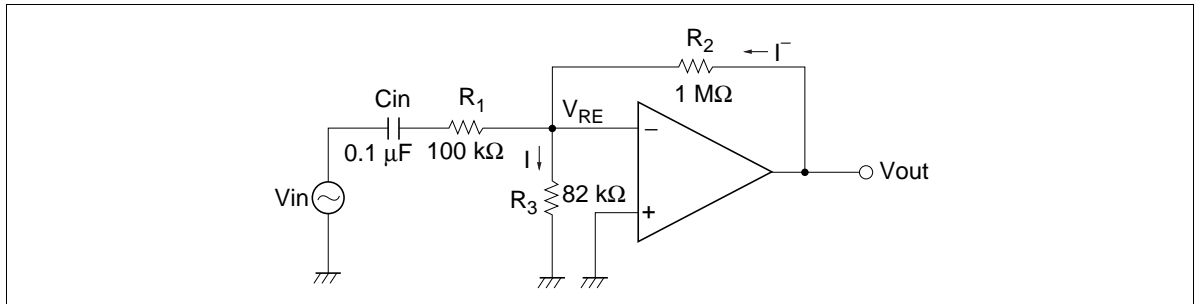 R2
I–
1 MΩ
Cin
R1
VRE
–
0.1 µF
100 kΩ
I
Vin
R3
82 kΩ
+
Vout